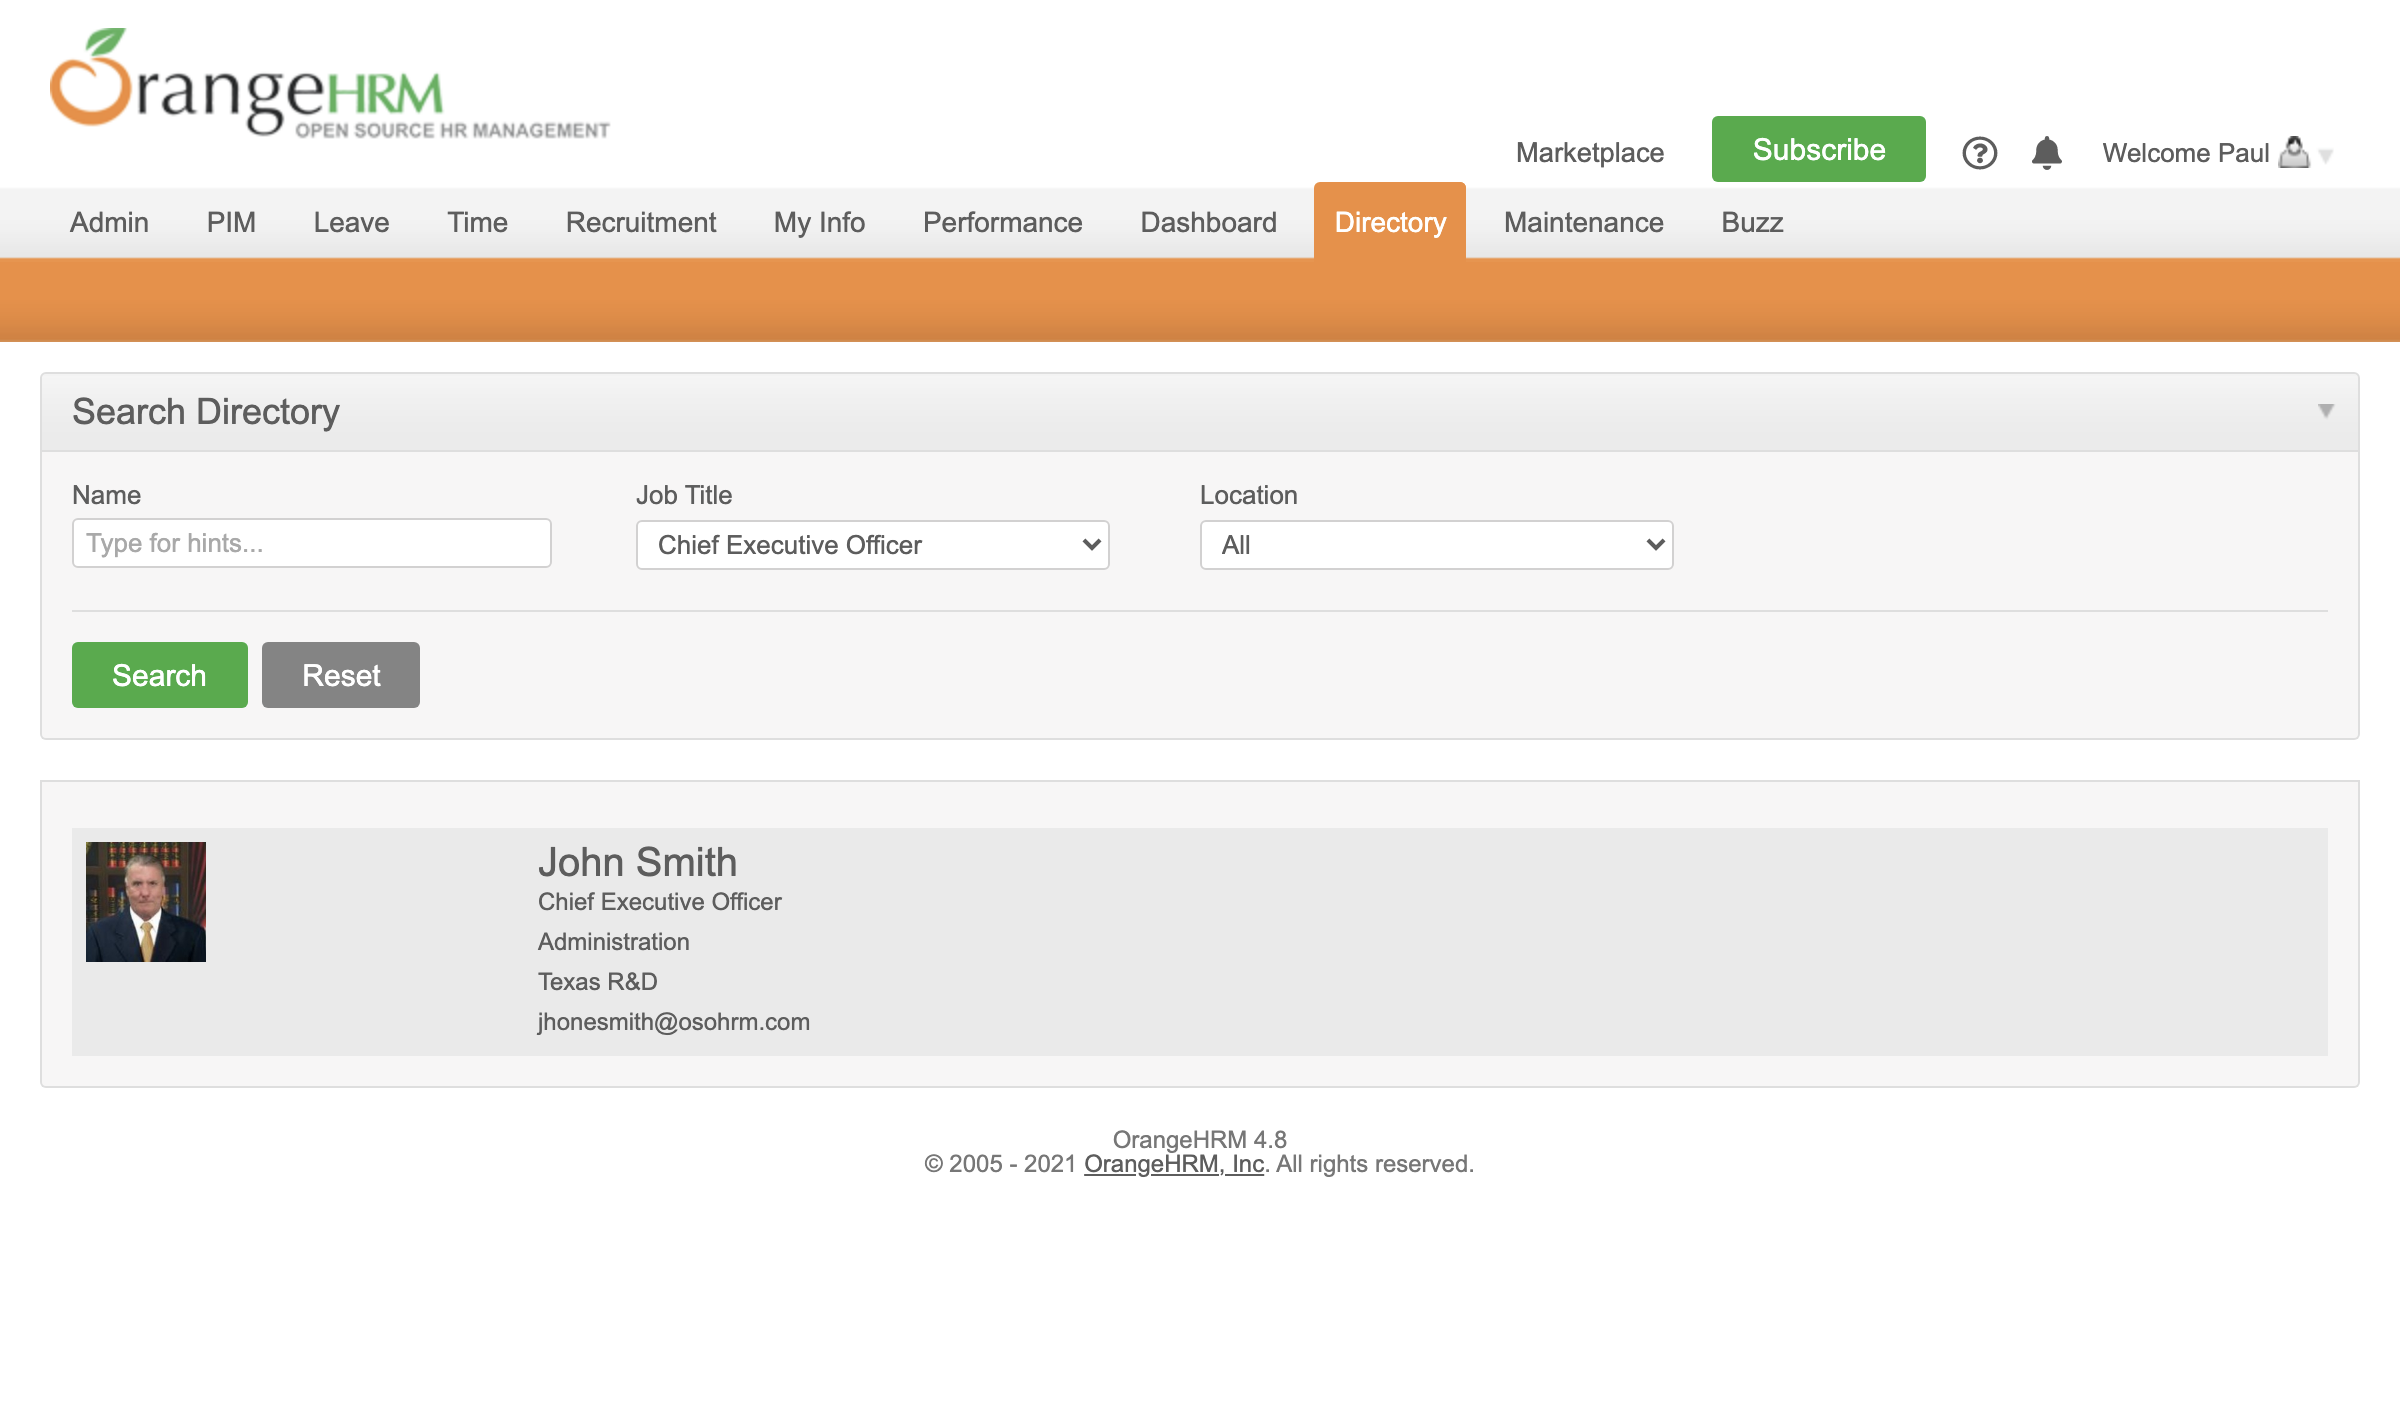 OrangeHRM
OPEN SOURCE HR MANAGEMENT
Marketplace
Subscribe
Welcome Paul
Admin
PIM
Leave
Time
Recruitment
My Info
Performance
Dashboard
Directory
Maintenance
Buzz
Search Directory
Name
Job Title
Location
Type for hints...
Chief Executive Officer
All
Search
Reset
John Smith
Chief Executive Officer
Administration
Texas R&D
jhonesmith@osohrm.com
OrangeHRM 4.8
© 2005 - 2021 OrangeHRM, Inc. All rights reserved.